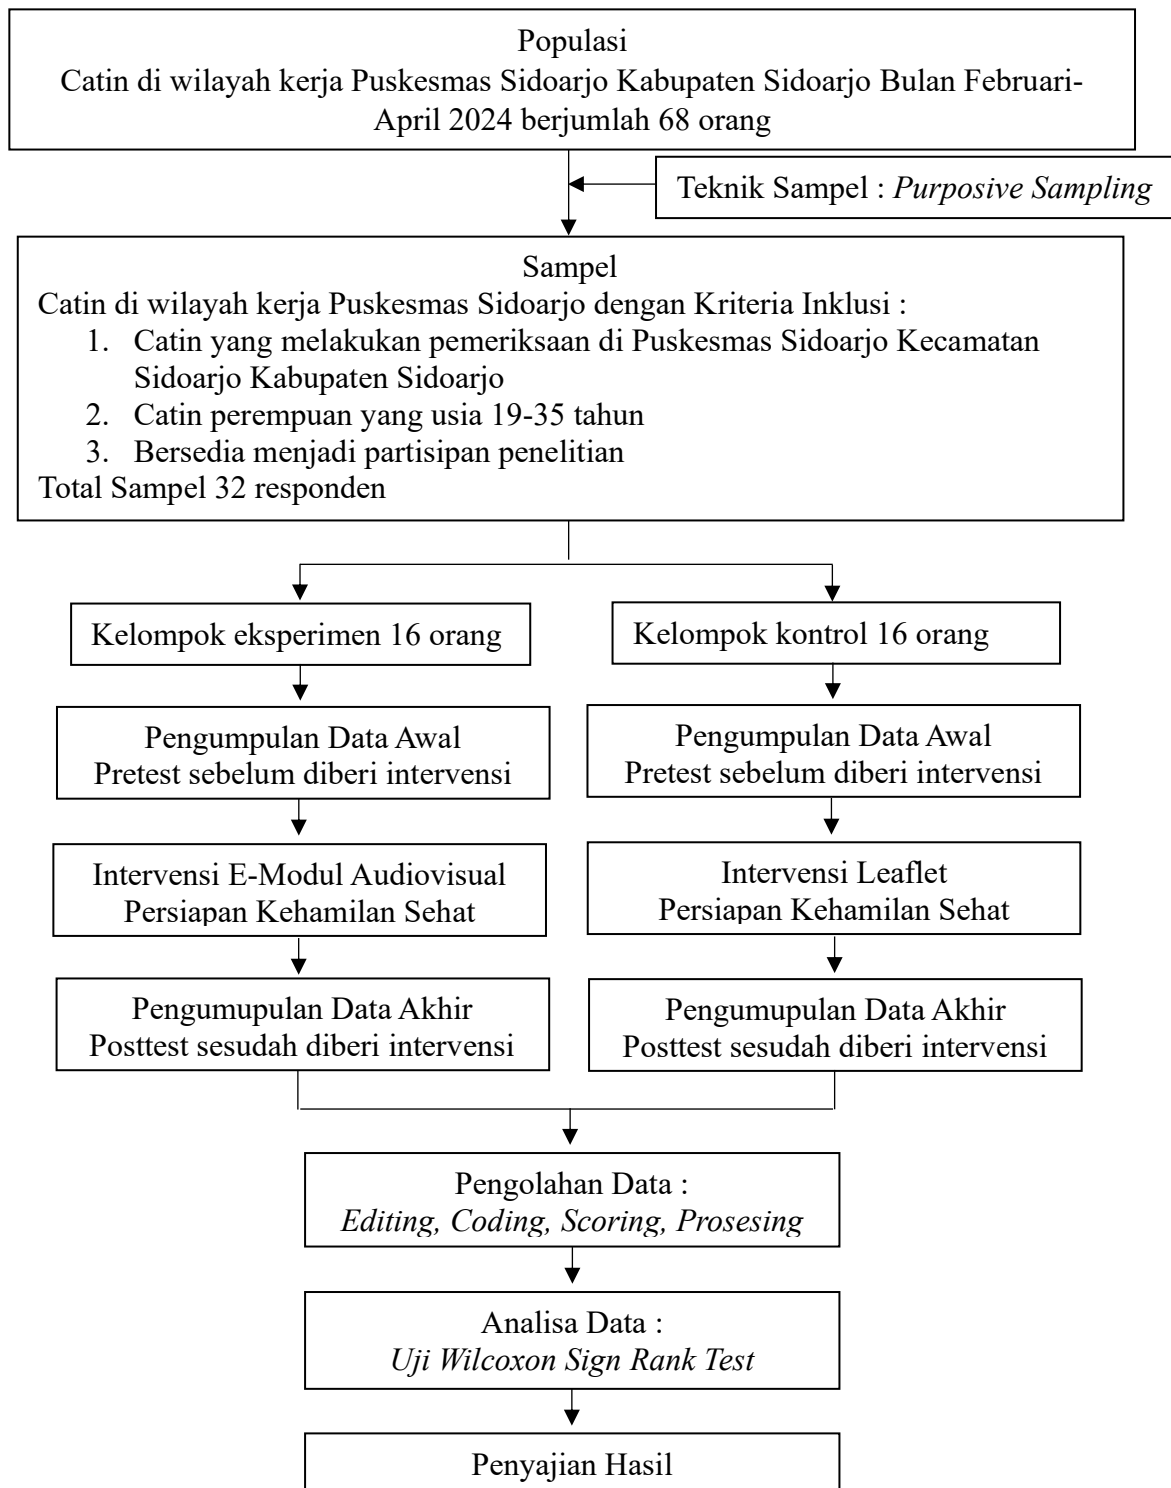 Populasi
Catin di wilayah kerja Puskesmas Sidoarjo Kabupaten Sidoarjo Bulan Februari-
April 2024 berjumlah 68 orang
Teknik Sampel : Purposive Sampling
Sampel
Catin di wilayah kerja Puskesmas Sidoarjo dengan Kriteria Inklusi :
1. Catin yang melakukan pemeriksaan di Puskesmas Sidoarjo Kecamatan
Sidoarjo Kabupaten Sidoarjo
2. Catin perempuan yang usia 19-35 tahun
3. Bersedia menjadi partisipan penelitian
Total Sampel 32 responden
Kelompok eksperimen 16 orang
Kelompok kontrol 16 orang
Pengumpulan Data Awal
Pretest sebelum diberi intervensi
Pengumpulan Data Awal
Pretest sebelum diberi intervensi
Intervensi E-Modul Audiovisual
Persiapan Kehamilan Sehat
Intervensi Leaflet
Persiapan Kehamilan Sehat
Pengumupulan Data Akhir
Posttest sesudah diberi intervensi
Pengumupulan Data Akhir
Posttest sesudah diberi intervensi
Pengolahan Data :
Editing, Coding, Scoring, Prosesing
Analisa Data :
Uji Wilcoxon Sign Rank Test
Penyajian Hasil